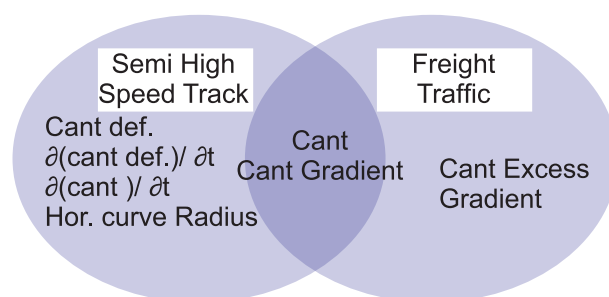 Semi High
Speed Track
Cant def.
∂(cant def.)/ ∂t
∂(cant )/ ∂t
Hor. curve Radius
Cant
Cant Gradient
Freight
Traffic
Cant Excess
Gradient